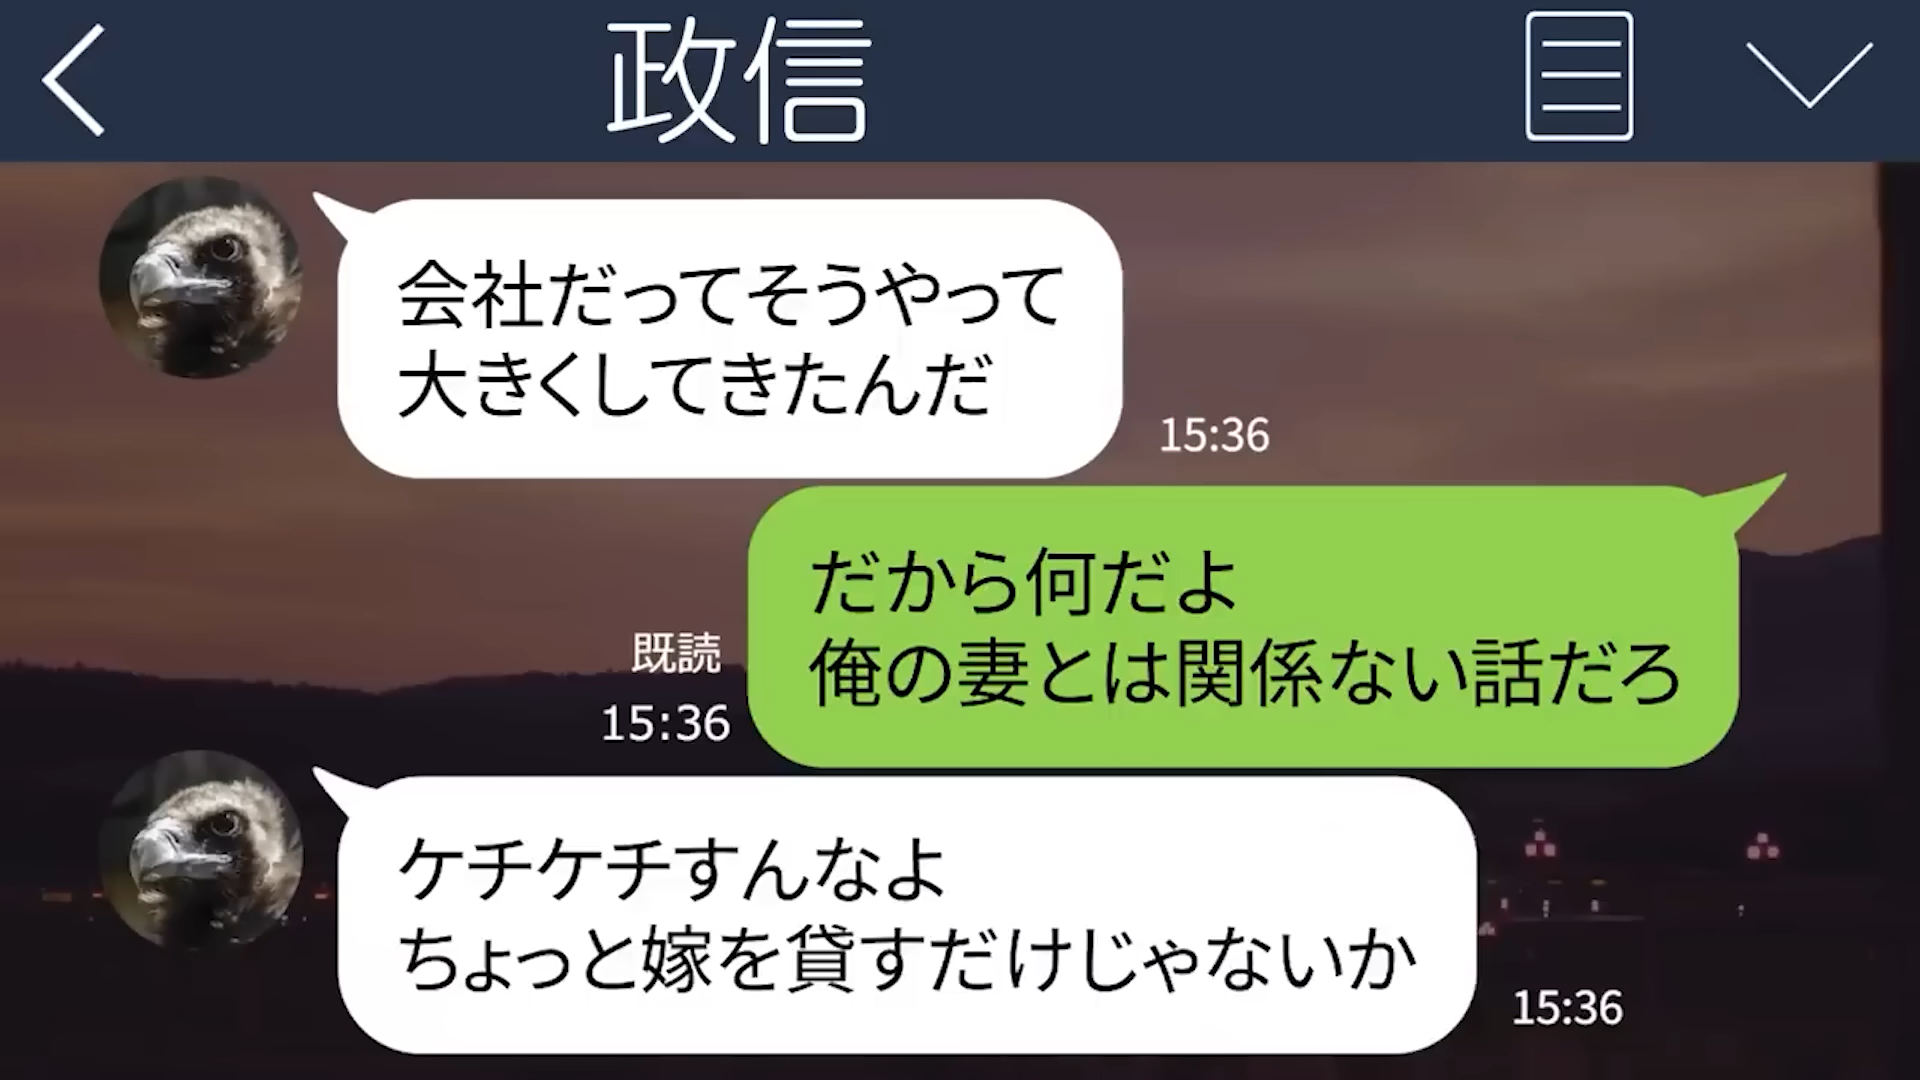 政信
会社だってそうやって
大きくしてきたんだ
15:36
だから何だよ
俺の妻とは関係ない話だろ
既読
15:36
ケチケチすんなよ
ちょっと嫁を貸すだけじゃないか
15:36